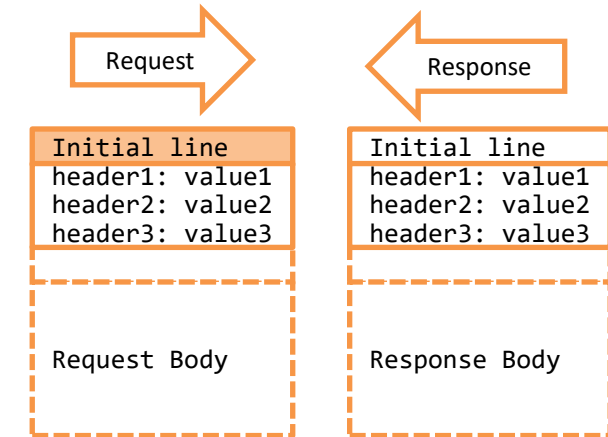 Request
Response
Initial line
header1: value1
header2: value2
header3: value3
Request Body
Initial line
header1: value1
header2: value2
header3: value3
Response Body